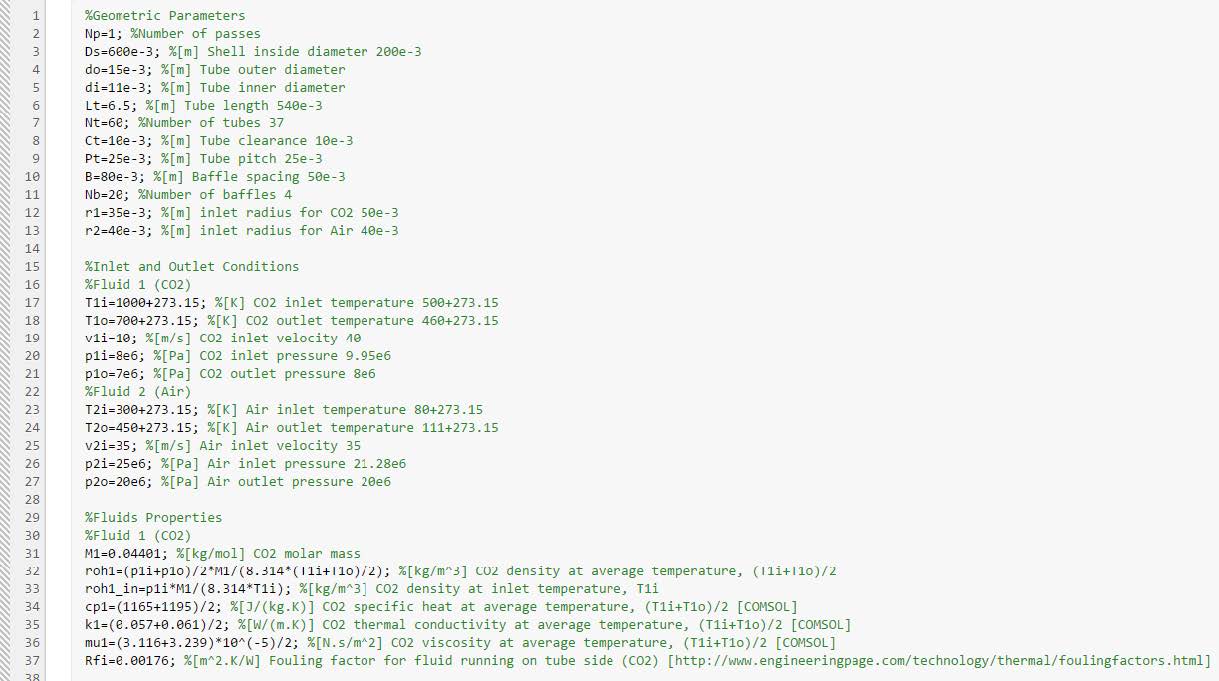 1 %Geometric Parameters
2 Np=1; %Number of passes
3 Ds=600e-3; %[m] Shell inside diameter 200e-3
4 do=15e-3; %[m] Tube outer diameter
5 di=11e-3; %[m] Tube inner diameter
6 Lt=6.5; %[m] Tube length 540e-3
7 Nt=60; %Number of tubes 37
8 Ct=10e-3; %[m] Tube clearance 10e-3
9 Pt=25e-3; %[m] Tube pitch 25e-3
10 B=80e-3; %[m] Baffle spacing 50e-3
11 Nb=20; %Number of baffles 4
12 r1=35e-3; %[m] inlet radius for CO2 50e-3
13 r2=40e-3; %[m] inlet radius for Air 40e-3
14
15 %Inlet and Outlet Conditions
16 %Fluid 1 (CO2)
17 T1i=1000+273.15; %[K] CO2 inlet temperature 500+273.15
18 T1o=700+273.15; %[K] CO2 outlet temperature 460+273.15
19 v1i=10; %[m/s] CO2 inlet velocity 40
20 p1i=8e6; %[Pa] CO2 inlet pressure 9.95e6
21 p1o=7e6; %[Pa] CO2 outlet pressure 8e6
22 %Fluid 2 (Air)
23 T2i=300+273.15; %[K] Air inlet temperature 80+273.15
24 T2o=450+273.15; %[K] Air outlet temperature 111+273.15
25 v2i=35; %[m/s] Air inlet velocity 35
26 p2i=25e6; %[Pa] Air inlet pressure 21.28e6
27 p2o=20e6; %[Pa] Air outlet pressure 20e6
28
29 %Fluids Properties
30 %Fluid 1 (CO2)
31 M1=0.04401; %[kg/mol] CO2 molar mass
32 roh1=(p1i+p1o)/2*M1/(8.314*(T1i+T1o)/2); %[kg/m^3] CO2 density at average temperature, (T1i+T1o)/2
33 roh1_in=p1i*M1/(8.314*T1i); %[kg/m^3] CO2 density at inlet temperature, T1i
34 cp1=(1165+1195)/2; %[J/(kg.K)] CO2 specific heat at average temperature, (T1i+T1o)/2 [COMSOL]
35 k1=(0.057+0.061)/2; %[W/(m.K)] CO2 thermal conductivity at average temperature, (T1i+T1o)/2 [COMSOL]
36 mu1=(3.116+3.239)*10^(-5)/2; %[N.s/m^2] CO2 viscosity at average temperature, (T1i+T1o)/2 [COMSOL]
37 Rfi=0.00176; %[m^2.K/W] Fouling factor for fluid running on tube side (CO2) [http://www.engineeringpage.com/technology/thermal/foulingfactors.html]
38